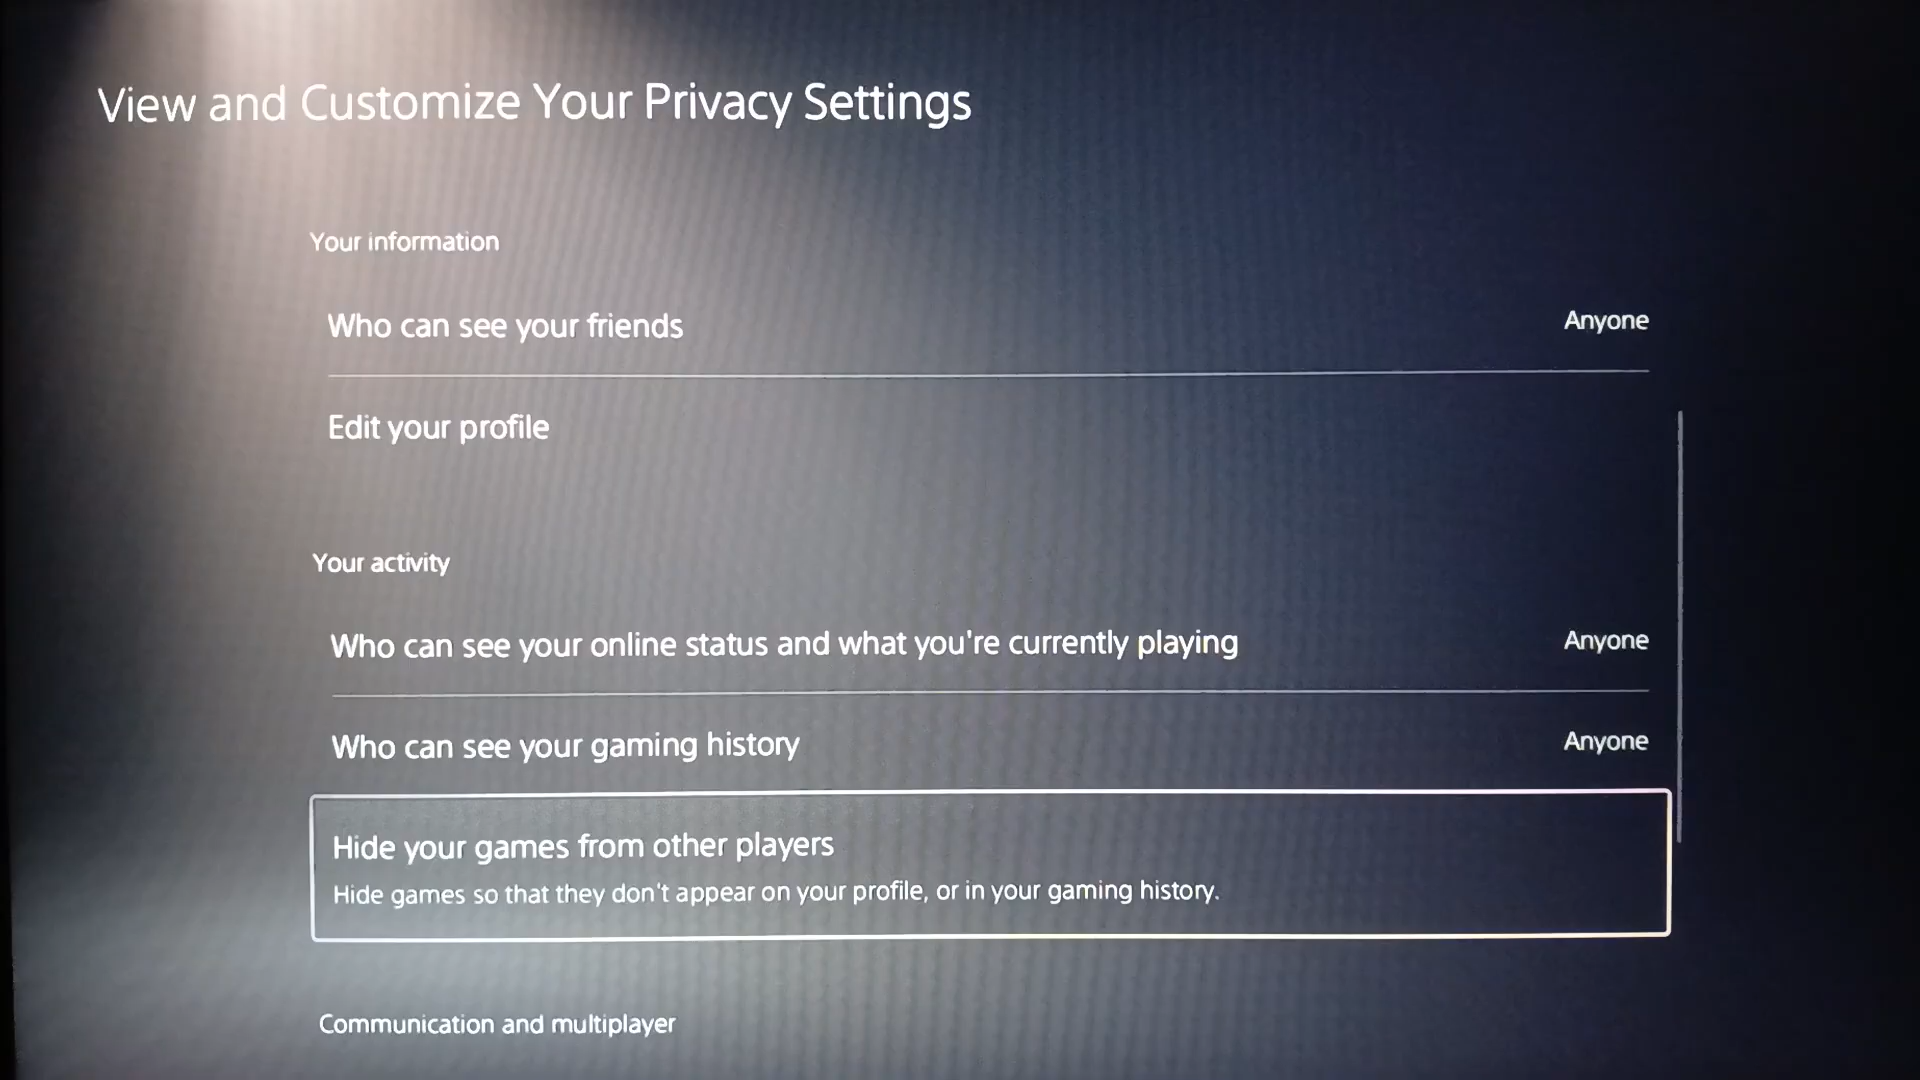 View and Customize Your Privacy Settings
Your information
Who can see your friends
Anyone
Edit your profile
Your activity
Who can see your online status and what you're currently playing
Anyone
Who can see your gaming history
Anyone
Hide your games from other players
Hide games so that they don't appear on your profile, or in your gaming history.
Communication and multiplayer